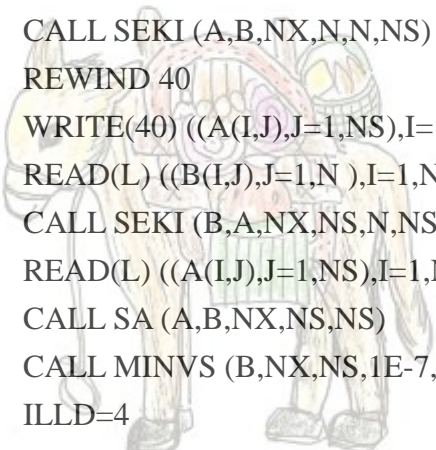 CALL SEKI (A,B,NX,N,N,NS)
REWIND 40
WRITE(40) ((A(I,J),J=1,NS),I=
READ(L) ((B(I,J),J=1,N ),I=1,N
CALL SEKI (B,A,NX,NS,N,NS
READ(L) ((A(I,J),J=1,NS),I=1,
CALL SA (A,B,NX,NS,NS)
CALL MINVS (B,NX,NS,1E-7,
ILLD=4